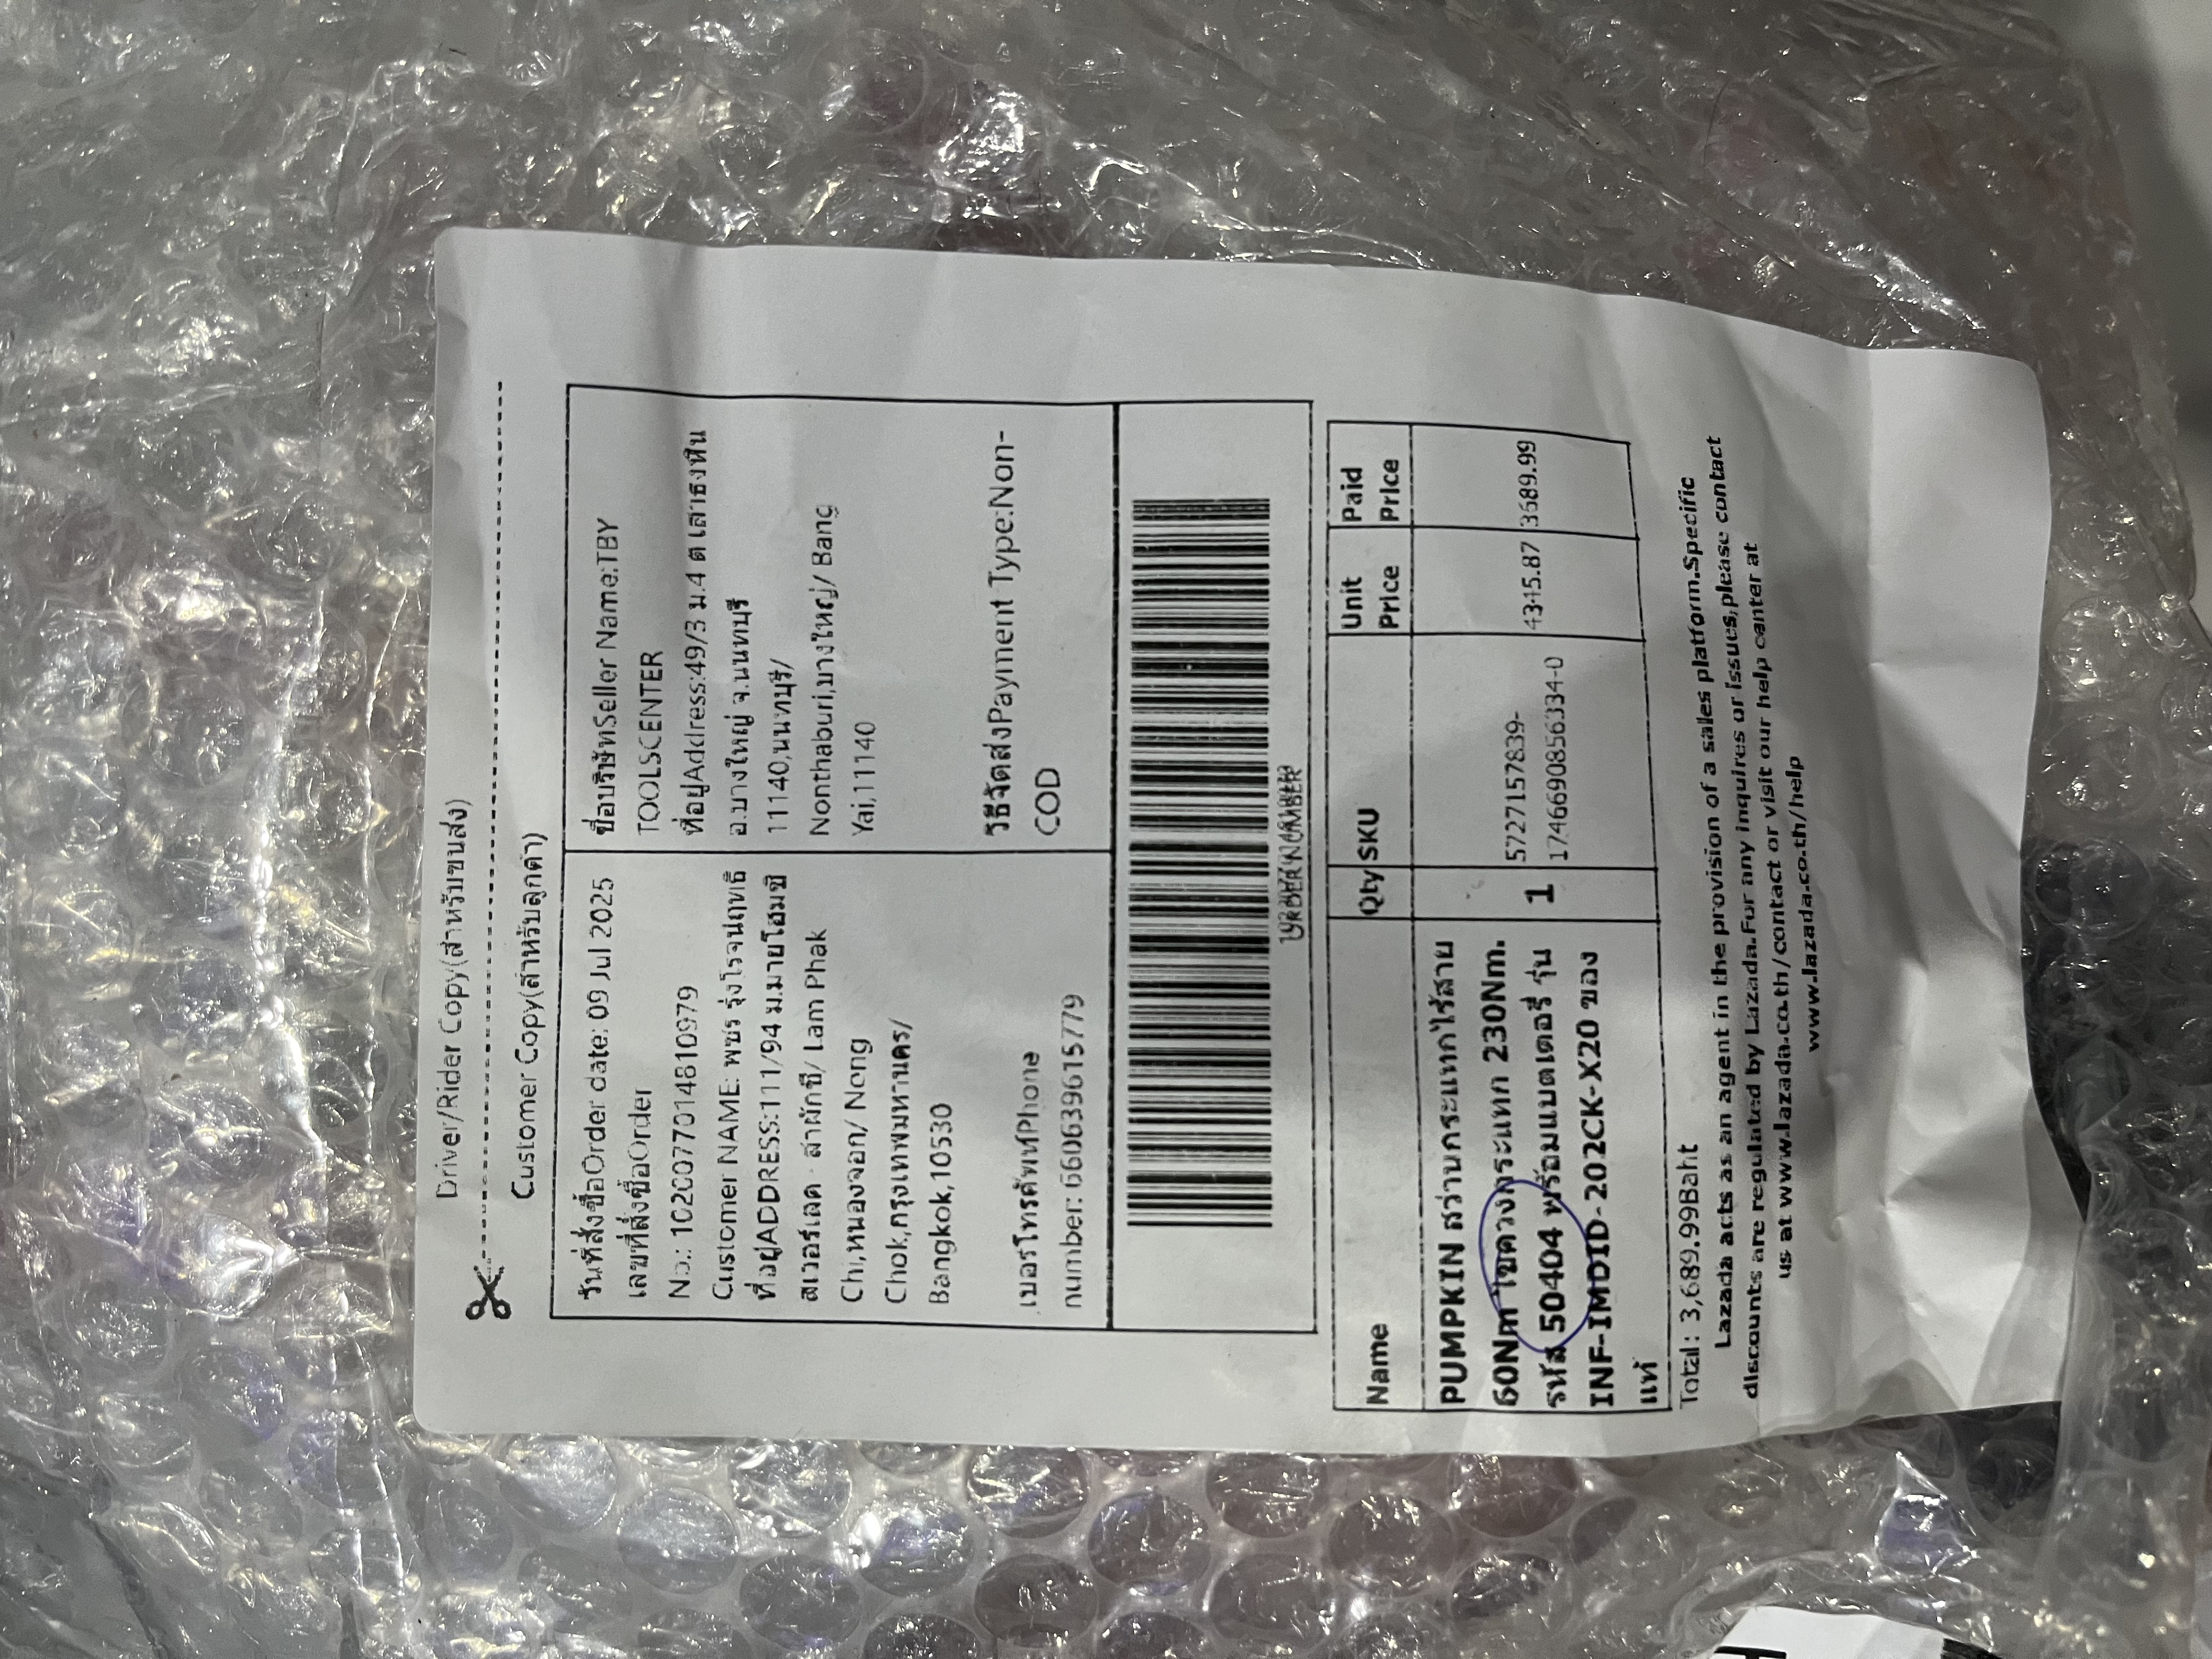 Driver/Rider Copy(สำหรับขนส่ง)
Customer Copy(สำหรับลูกค้า)
วันที่สั่งซื้อOrder date: 09 Jul 2025
เลขที่สั่งซื้อOrder
No.: 1020770148​10979
Customer NAME: พชร รุ่งโรจนฤทธิ์
ที่อยู่ADDRESS:111/94 ม.มายโฮมซิ
ลเวอร์เลค - ลำผักชี/ Lam Phak
Chi,หนองจอก/ Nong
Chok,กรุงเทพมหานคร/
Bangkok,10530
เบอร์โทรศัพท์Phone
number: 66063961​5779
ชื่อบริษัทSeller Name:TBY
TOOLSCENTER
ที่อยู่Address:49/3 ม.4 ต เสาธงหิน
อ.บางใหญ่ จ.นนทบุรี
11140,นนทบุรี/
Nonthaburi,บางใหญ่/ Bang
Yai,11140
วิธีจัดส่งPayment Type:Non-
COD
ORDER NUMBER
Name Qty SKU Unit Price Paid Price
PUMPKIN สว่านกระแทกไร้สาย
60Nm ไขควงกระแทก 230Nm.
รหัส 50404 พร้อมแบตเตอรี่ รุ่น
INF-IMDID-202CK-X20 ของ
แท้
1
5727157839-
1746690856334-0
4345.87
3689.99
Total : 3,689.99Baht
Lazada acts as an agent in the provision of a sales platform.Specific
discounts are regulated by Lazada.For any inquires or issues,please contact
us at www.lazada.co.th/contact or visit our help center at
www.lazada.co.th/help